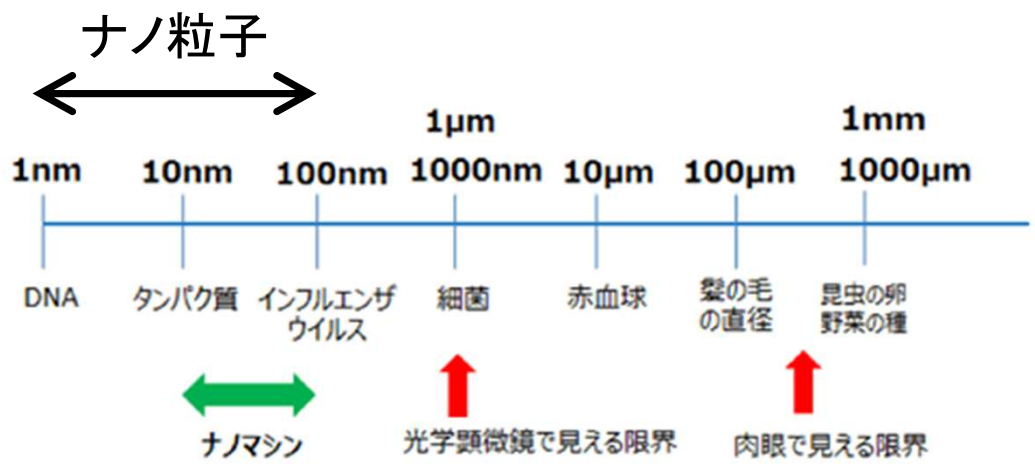 ナノ粒子
1μm
1mm
1nm
10nm
100nm
1000nm
10μm
100μm
1000μm
DNA
タンパク質
インフルエンザ
ウイルス
細菌
赤血球
髪の毛
の直径
昆虫の卵
野菜の種
ナノマシン
光学顕微鏡で見える限界
肉眼で見える限界